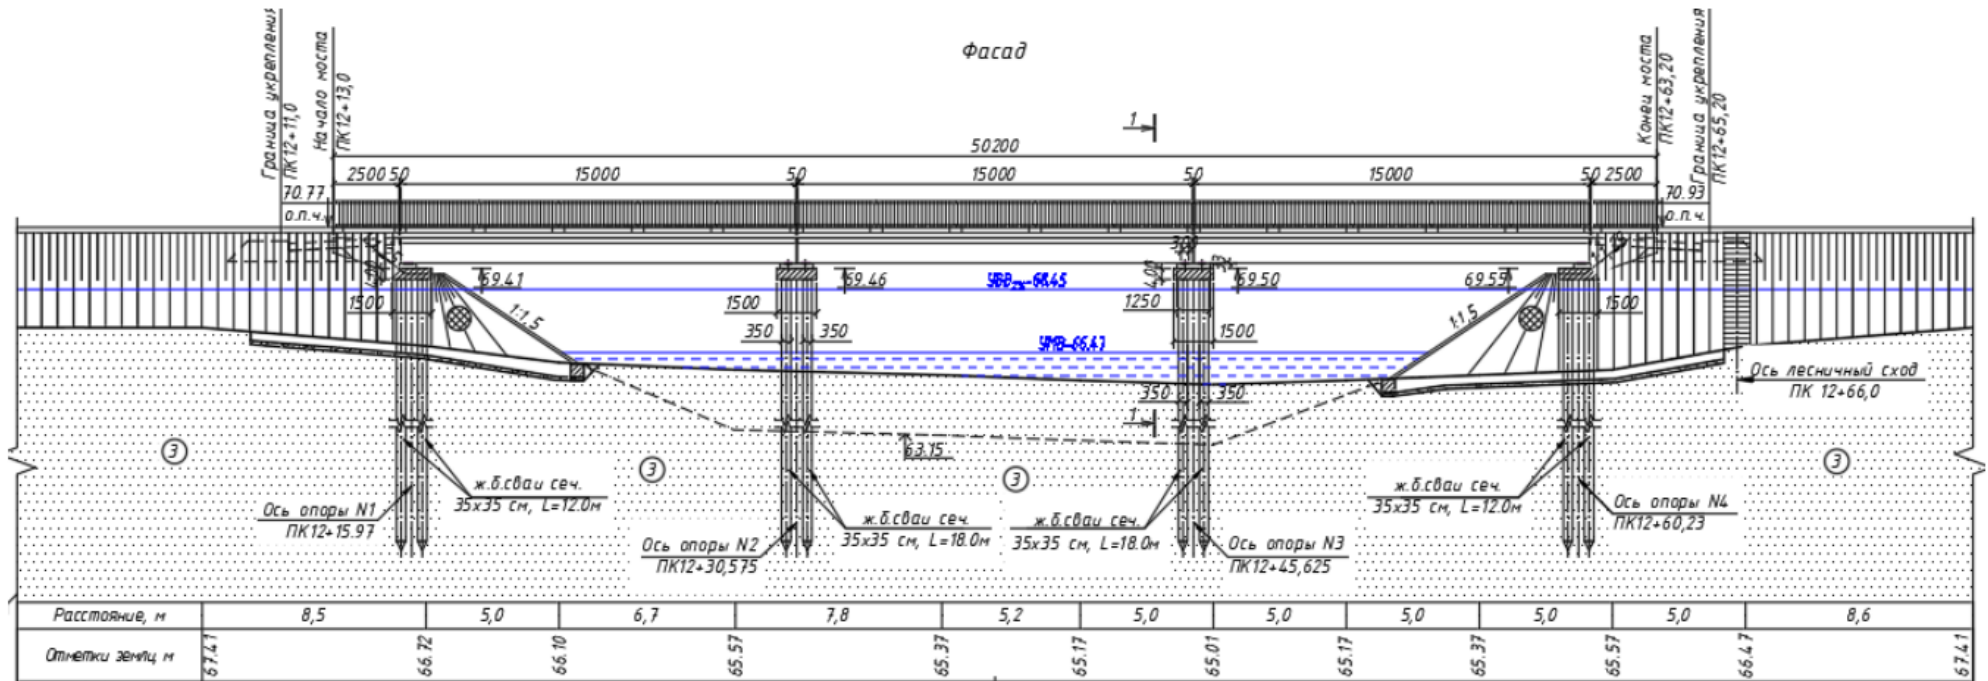 Фасад
Граница укрепления
ПК12+11,0
Начало моста
ПК12+13,0
Конец моста
ПК12+63,20
Граница укрепления
ПК12+65,20
1
50200
2500 50 15000 50 15000 50 15000 50 2500
70.77
о.п.ч.
70.93
о.п.ч.
300
400
400
69.41
69.46
69.50
69.55
УМВ-66.47
1500
1500
1250
1500
1500
1:1,5
1:1,5
350 350
350 350
1
63.15
Ось лесничный сход
ПК 12+66,0
3
3
3
3
ж.б.сваи сеч.
35х35 см, L=12.0м
ж.б.сваи сеч.
35х35 см, L=18.0м
ж.б.сваи сеч.
35х35 см, L=18.0м
ж.б.сваи сеч.
35х35 см, L=12.0м
Ось опоры N1
ПК12+15.97
Ось опоры N2
ПК12+30,575
Ось опоры N3
ПК12+45,625
Ось опоры N4
ПК12+60,23
Расстояние, м 8,5 5,0 6,7 7,8 5,2 5,0 5,0 5,0 5,0 5,0 8,6
Отметки земли, м 67.41 66.72 66.10 65.57 65.37 65.17 65.01 65.17 65.37 65.57 66.47 67.41